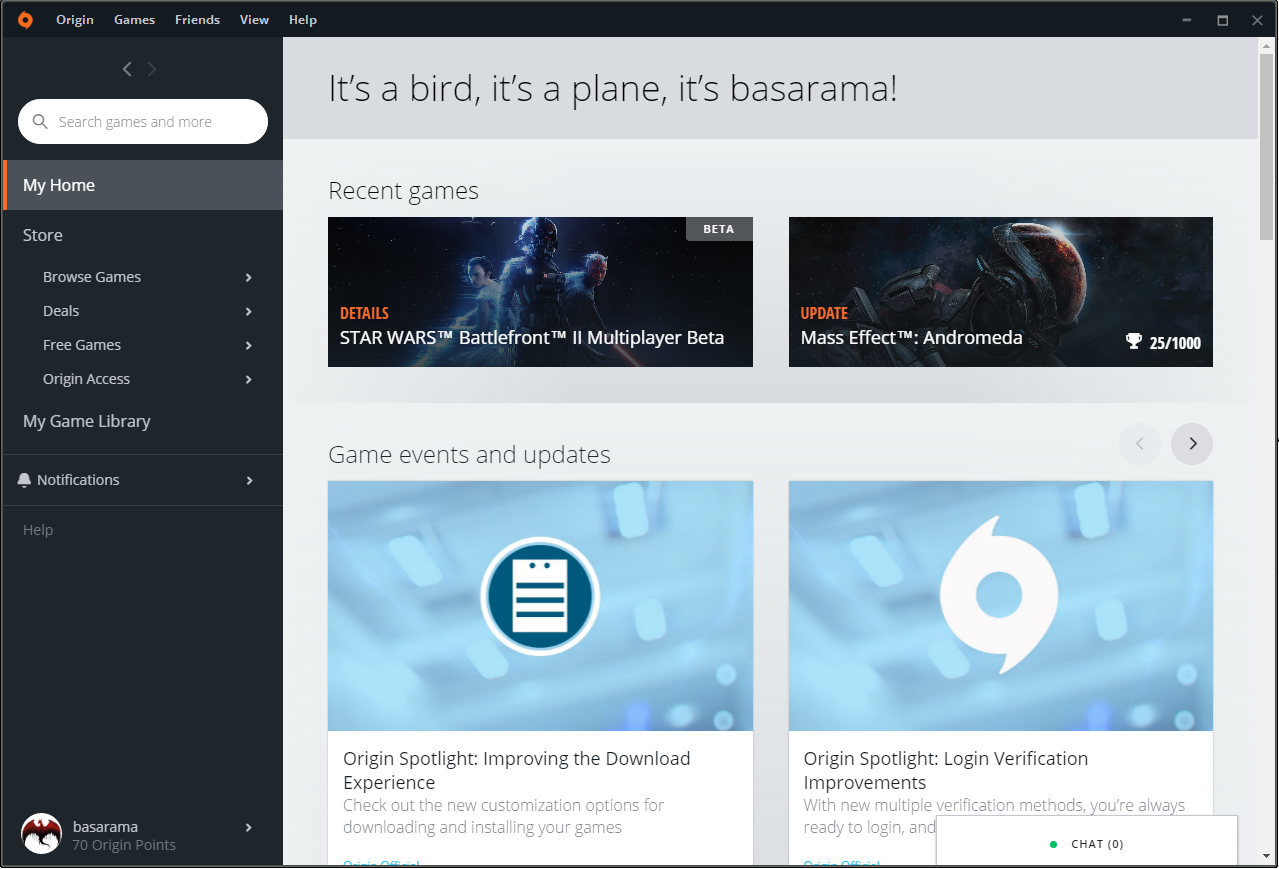 Origin Games Friends View Help
Search games and more
My Home
Store
Browse Games
Deals
Free Games
Origin Access
My Game Library
Notifications
Help
basarama
70 Origin Points
It’s a bird, it’s a plane, it’s basarama!
Recent games
BETA
DETAILS
STAR WARS™ Battlefront™ II Multiplayer Beta
UPDATE
Mass Effect™: Andromeda
25/1000
Game events and updates
Origin Spotlight: Improving the Download
Experience
Check out the new customization options for
downloading and installing your games
Origin Official
Origin Spotlight: Login Verification
Improvements
With new multiple verification methods, you’re always
ready to login, and
Origin Official
CHAT (0)